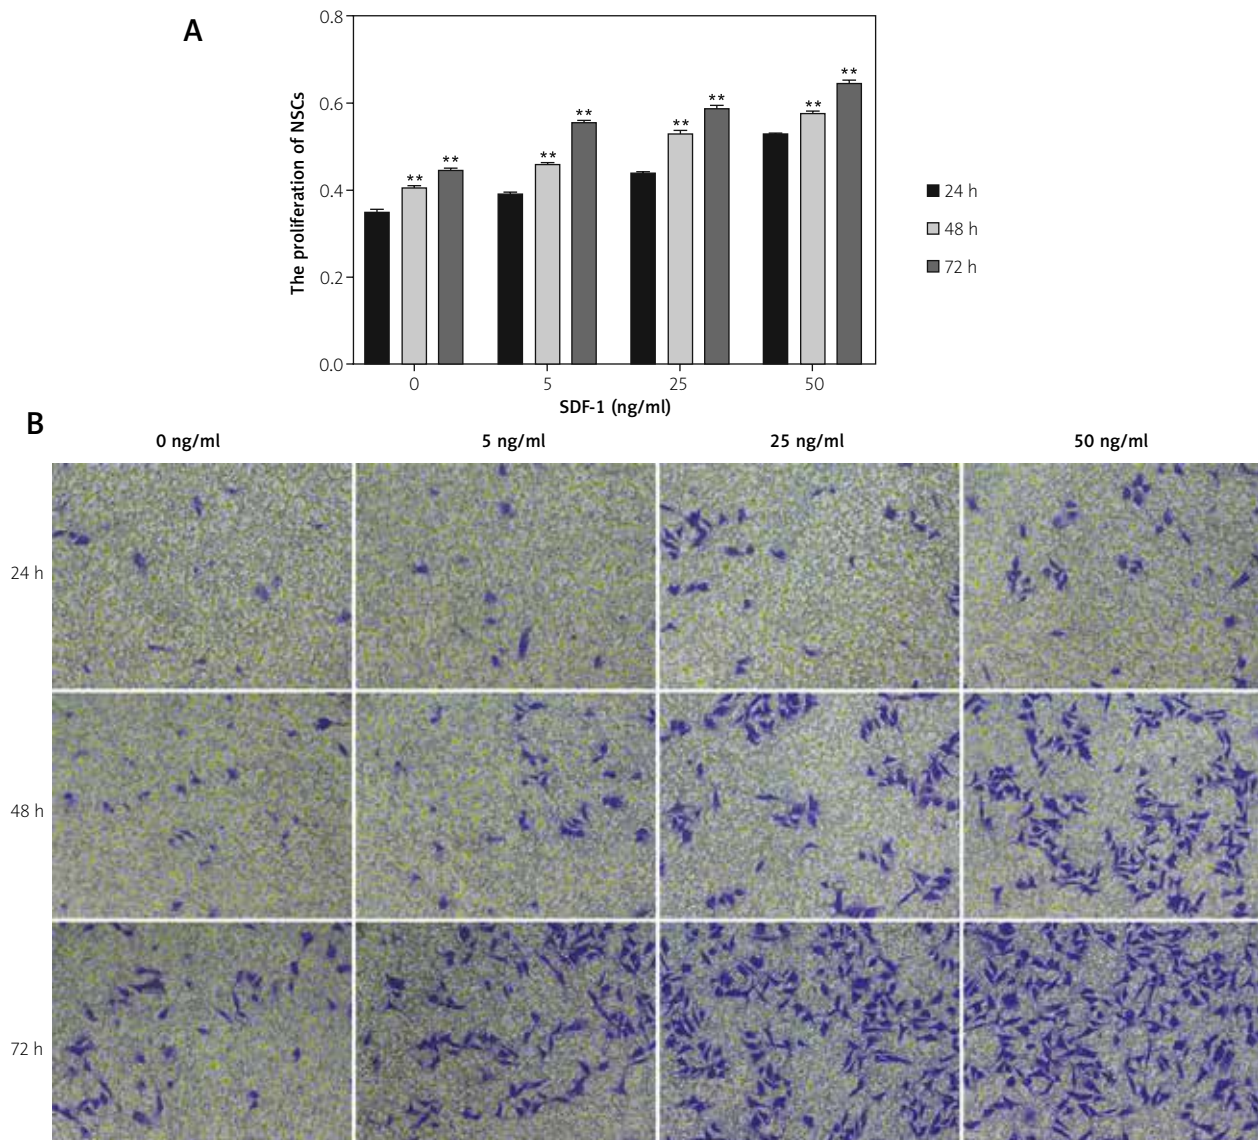 A
The proliferation of NSCs
0.8
0.6
0.4
0.2
0.0
** ** ** ** ** ** ** **
0 5 25 50
SDF-1 (ng/ml)
24 h
48 h
72 h
B
0 ng/ml 5 ng/ml 25 ng/ml 50 ng/ml
24 h
48 h
72 h